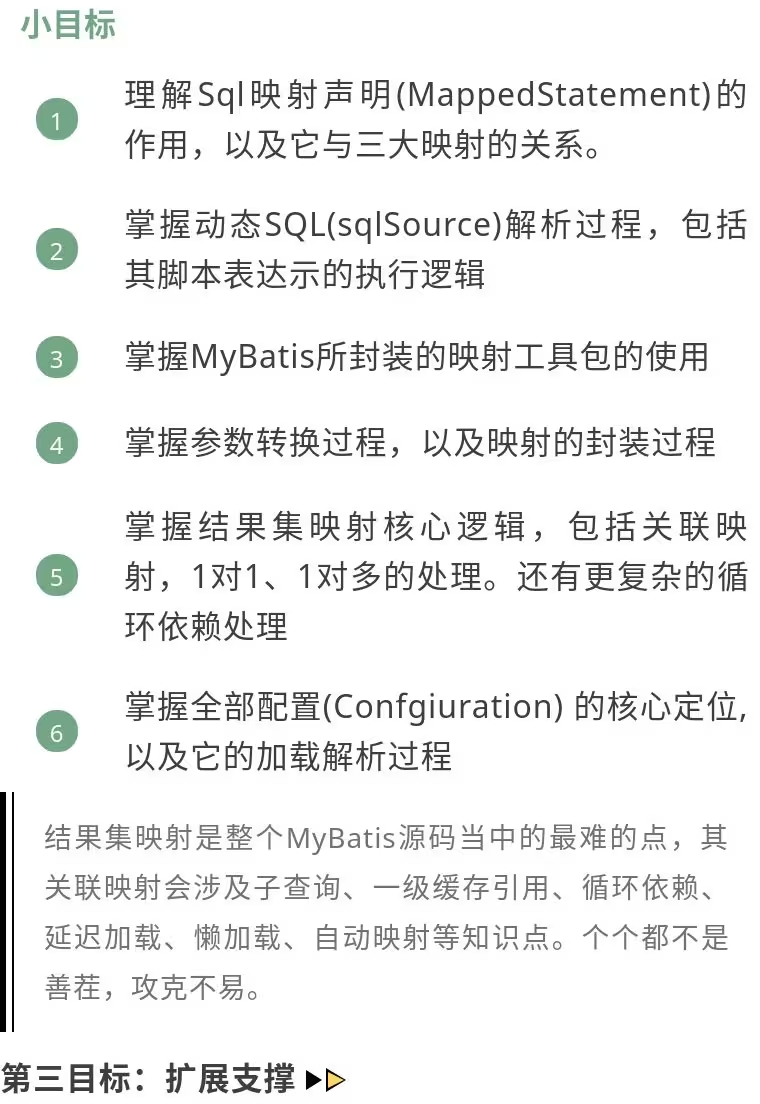 小目标
1
理解Sql映射声明(MappedStatement)的
作用，以及它与三大映射的关系。
2
掌握动态SQL(sqlSource)解析过程，包括
其脚本表达示的执行逻辑
3
掌握MyBatis所封装的映射工具包的使用
4
掌握参数转换过程，以及映射的封装过程
5
掌握结果集映射核心逻辑，包括关联映
射，1对1、1对多的处理。还有更复杂的循
环依赖处理
6
掌握全部配置(Confgiuration) 的核心定位,
以及它的加载解析过程
结果集映射是整个MyBatis源码当中的最难的点，其
关联映射会涉及子查询、一级缓存引用、循环依赖、
延迟加载、懒加载、自动映射等知识点。个个都不是
善茬，攻克不易。
第三目标：扩展支撑